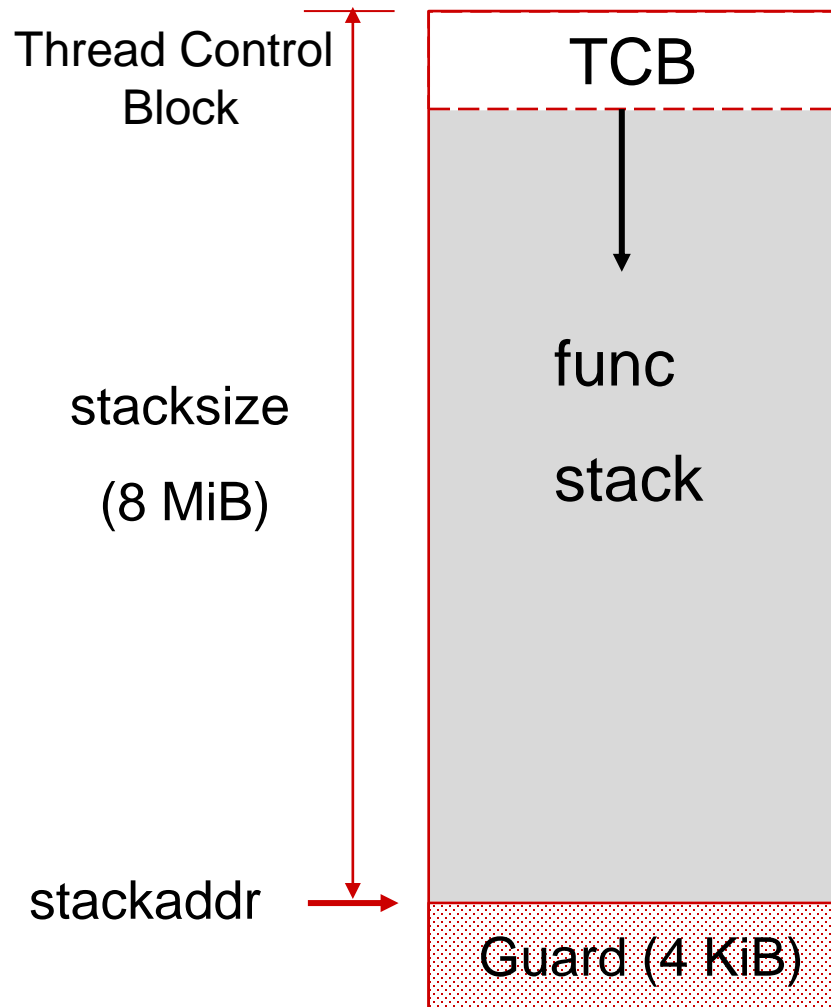 Thread Control
Block
TCB
func
stack
stacksize
(8 MiB)
stackaddr
Guard (4 KiB)